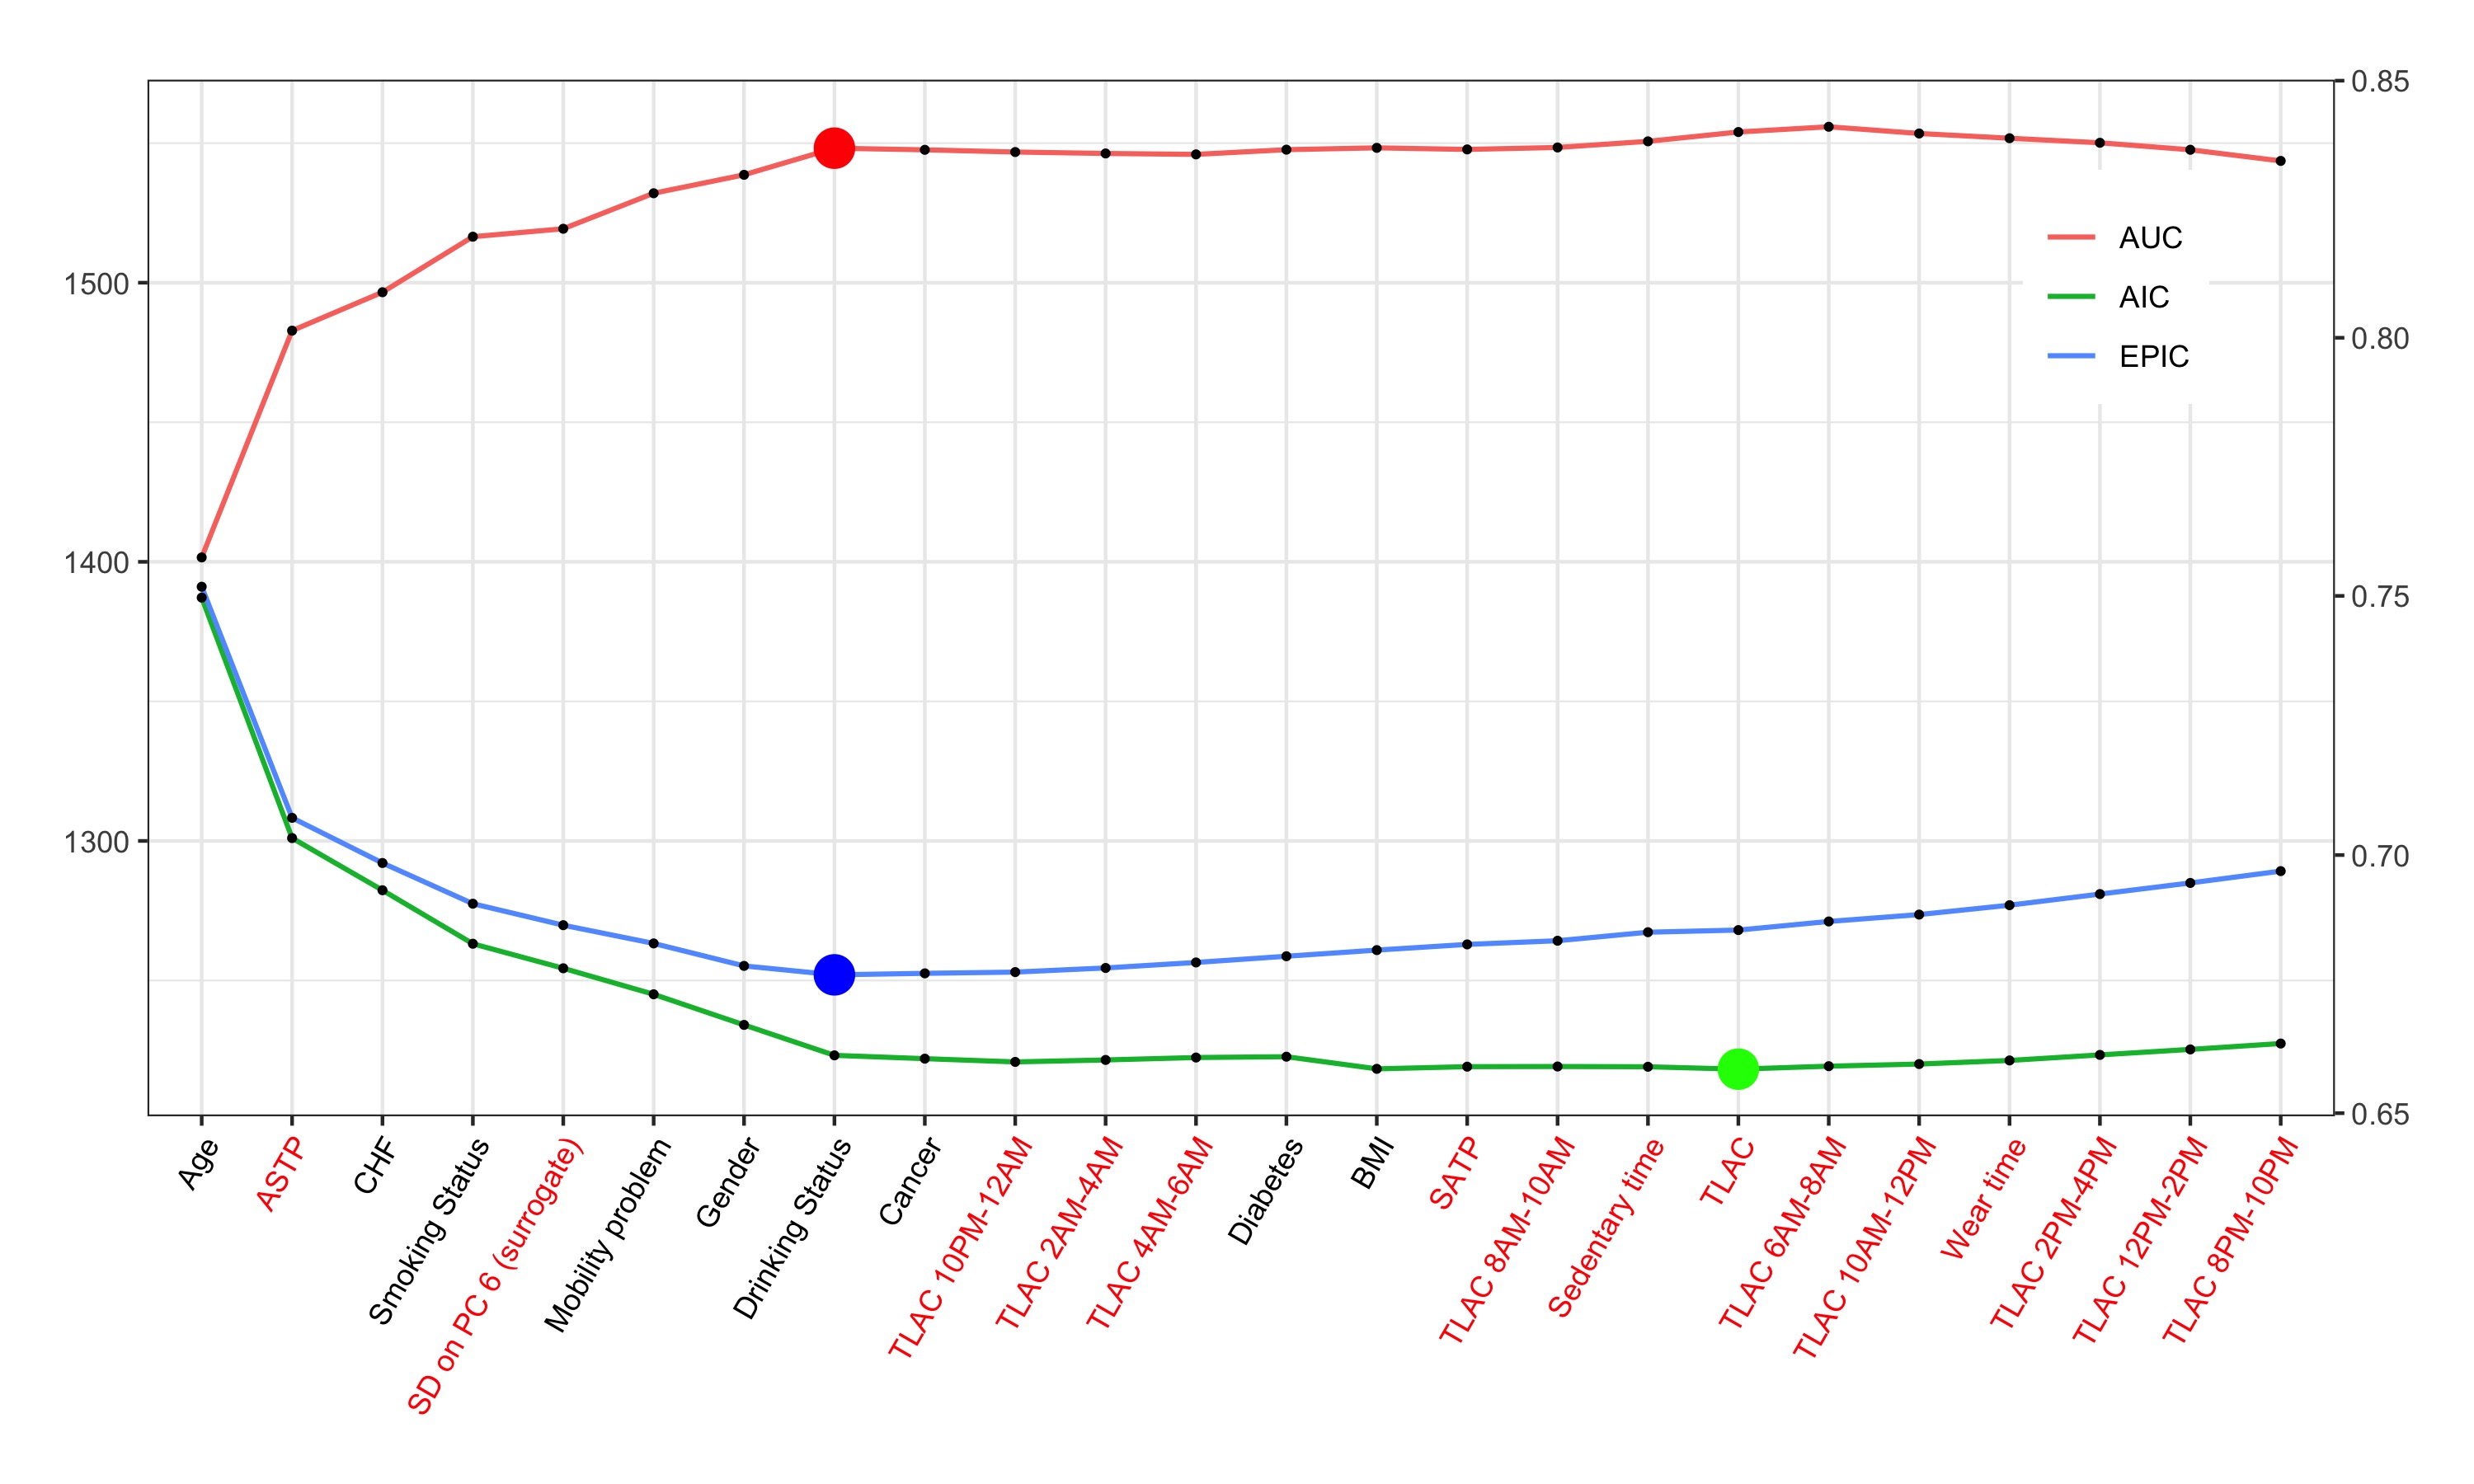 1500
1400
1300
0.85
0.80
0.75
0.70
0.65
AUC
AIC
EPIC
Age
ASTP
CHF
Smoking Status
SD on PC 6 (surrogate)
Mobility problem
Gender
Drinking Status
Cancer
TLAC 10PM-12AM
TLAC 2AM-4AM
TLAC 4AM-6AM
Diabetes
BMI
SATP
TLAC 8AM-10AM
Sedentary time
TLAC
TLAC 6AM-8AM
TLAC 10AM-12PM
Wear time
TLAC 2PM-4PM
TLAC 12PM-2PM
TLAC 8PM-10PM